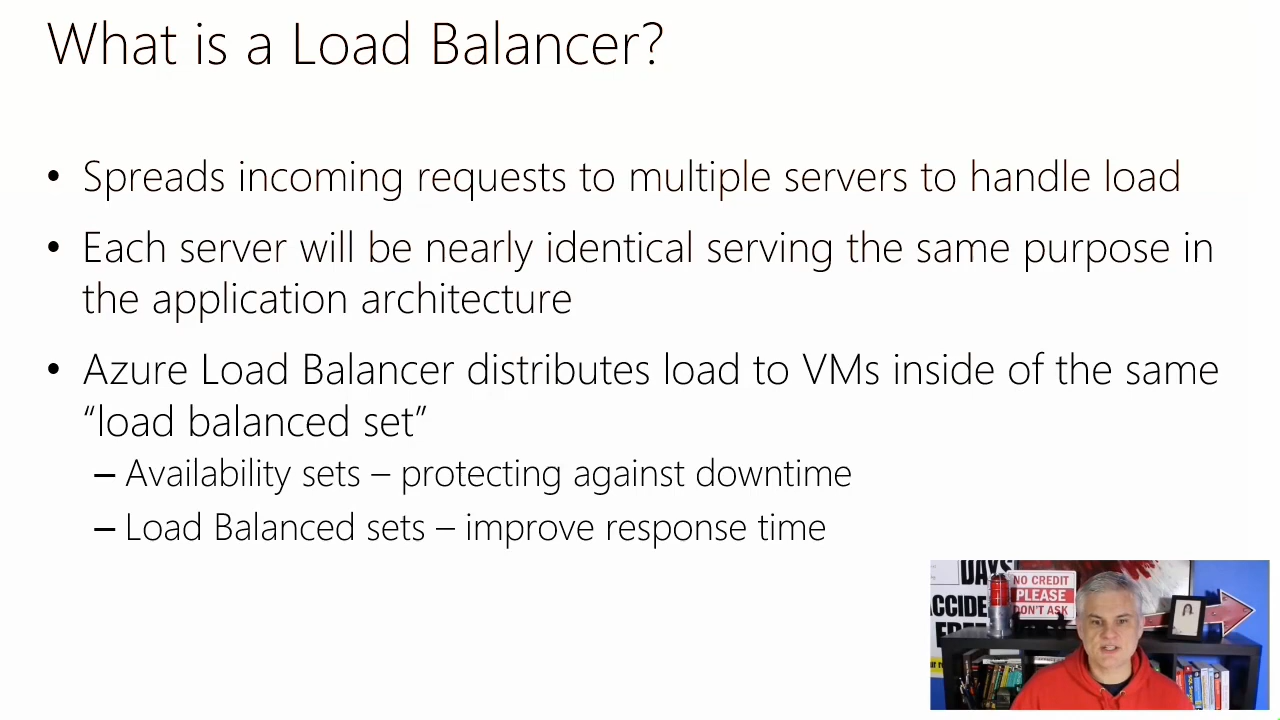 What is a Load Balancer?
• Spreads incoming requests to multiple servers to handle load
• Each server will be nearly identical serving the same purpose in
the application architecture
• Azure Load Balancer distributes load to VMs inside of the same
“load balanced set”
– Availability sets – protecting against downtime
– Load Balanced sets – improve response time
DAYS
ACCIDE
FREE
NO CREDIT
PLEASE
DON'T ASK